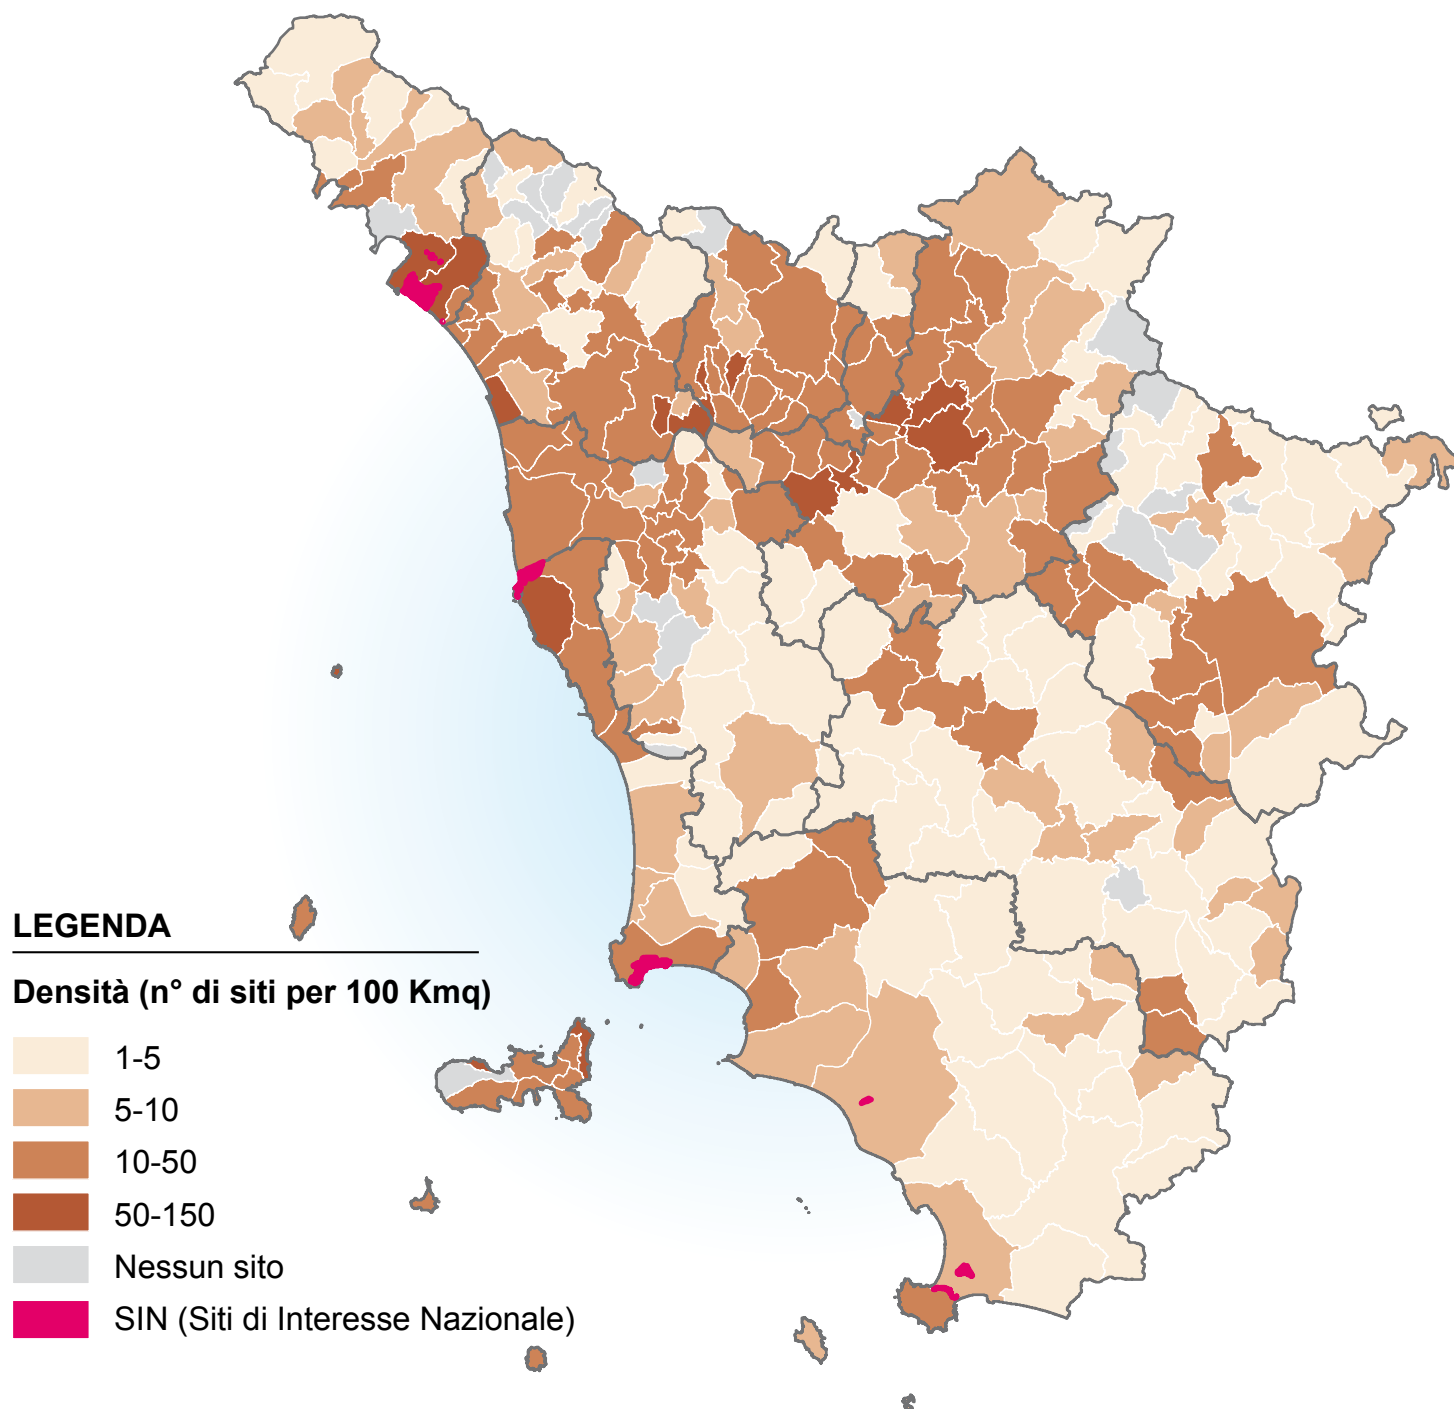 LEGENDA
Densità (n° di siti per 100 Kmq)
1-5
5-10
10-50
50-150
Nessun sito
SIN (Siti di Interesse Nazionale)